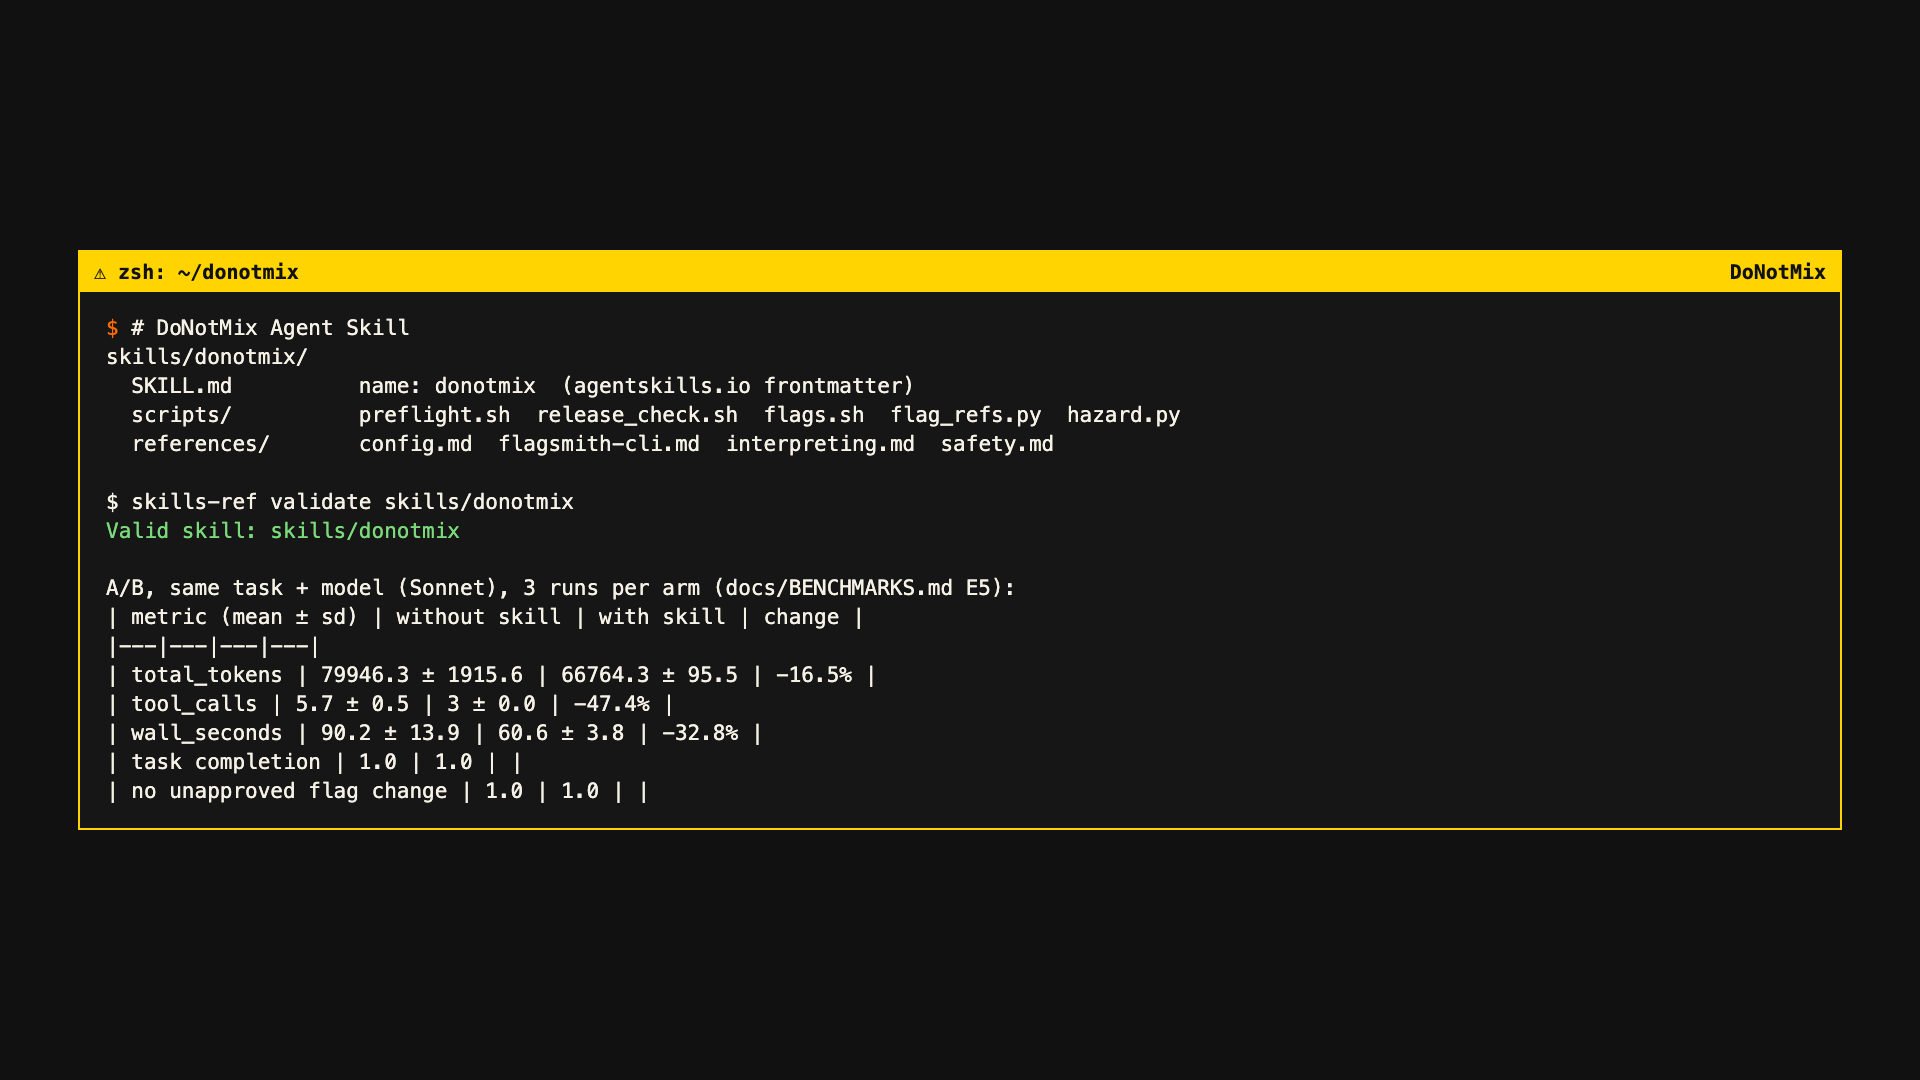 ⚠ zsh: ~/donotmix DoNotMix
$ # DoNotMix Agent Skill
skills/donotmix/
  SKILL.md          name: donotmix  (agentskills.io frontmatter)
  scripts/          preflight.sh  release_check.sh  flags.sh  flag_refs.py  hazard.py
  references/       config.md  flagsmith-cli.md  interpreting.md  safety.md
$ skills-ref validate skills/donotmix
Valid skill: skills/donotmix
A/B, same task + model (Sonnet), 3 runs per arm (docs/BENCHMARKS.md E5):
| metric (mean ± sd) | without skill | with skill | change |
|---|---|---|---|
| total_tokens | 79946.3 ± 1915.6 | 66764.3 ± 95.5 | -16.5% |
| tool_calls | 5.7 ± 0.5 | 3 ± 0.0 | -47.4% |
| wall_seconds | 90.2 ± 13.9 | 60.6 ± 3.8 | -32.8% |
| task completion | 1.0 | 1.0 | |
| no unapproved flag change | 1.0 | 1.0 | |